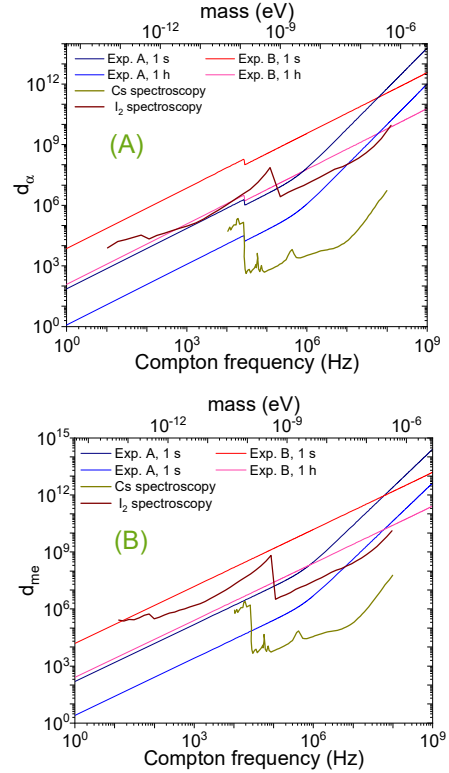 mass (eV)
10⁻¹² 10⁻⁹ 10⁻⁶
Exp. A, 1 s Exp. B, 1 s
Exp. A, 1 h Exp. B, 1 h
Cs spectroscopy
I₂ spectroscopy
(A)
d_α
10¹²
10⁹
10⁶
10³
10⁰
10⁰ 10³ 10⁶ 10⁹
Compton frequency (Hz)
mass (eV)
10⁻¹² 10⁻⁹ 10⁻⁶
Exp. A, 1 s Exp. B, 1 s
Exp. A, 1 s Exp. B, 1 h
Cs spectroscopy
I₂ spectroscopy
(B)
d_me
10¹⁵
10¹²
10⁹
10⁶
10³
10⁰
10⁰ 10³ 10⁶ 10⁹
Compton frequency (Hz)